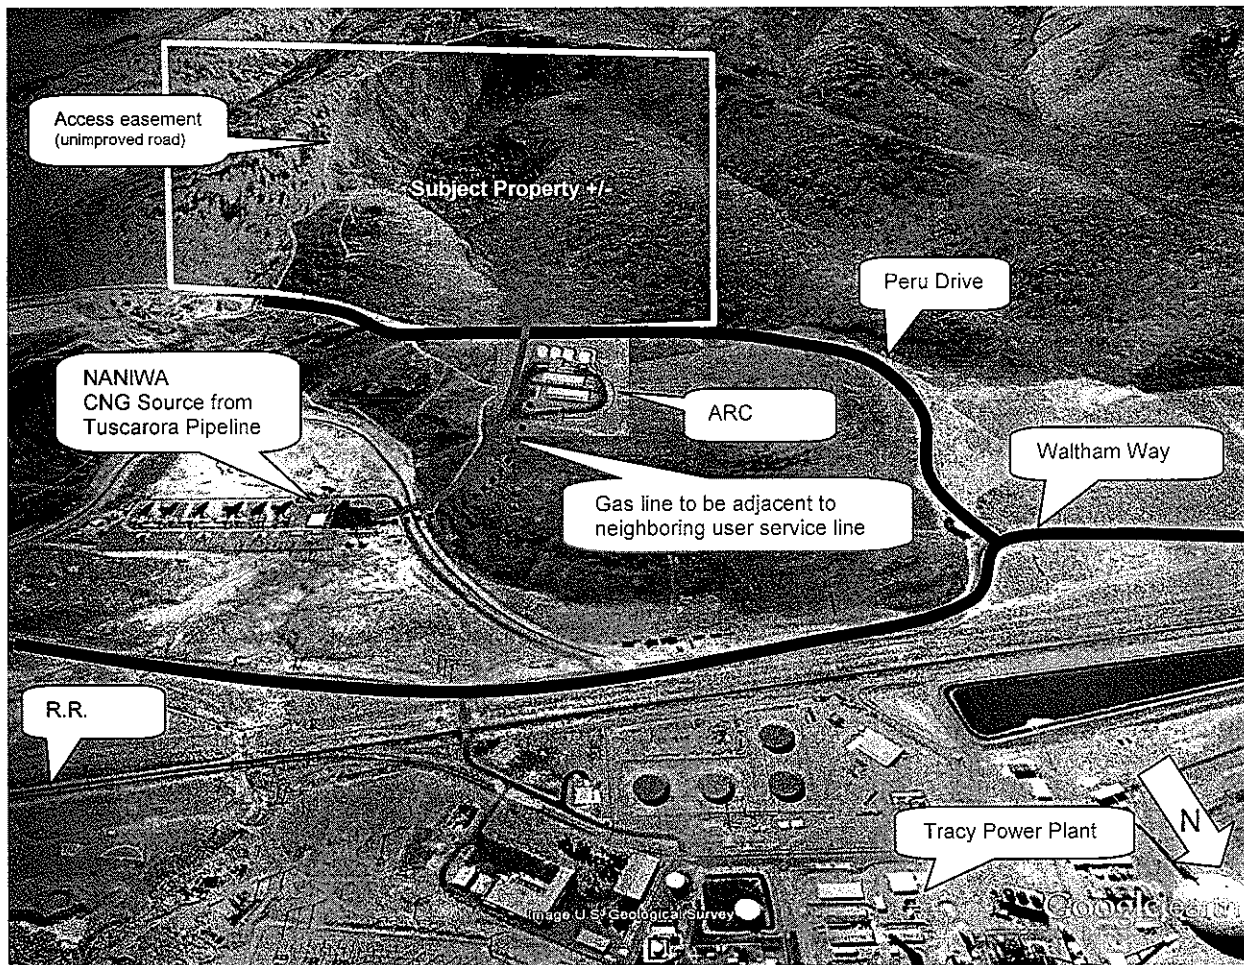 Access easement
(unimproved road)
Subject Property +/-
Peru Drive
NANIWA
CNG Source from
Tuscarora Pipeline
ARC
Waltham Way
Gas line to be adjacent to
neighboring user service line
R.R.
N
Tracy Power Plant
Image U.S. Geological Survey
Google earth